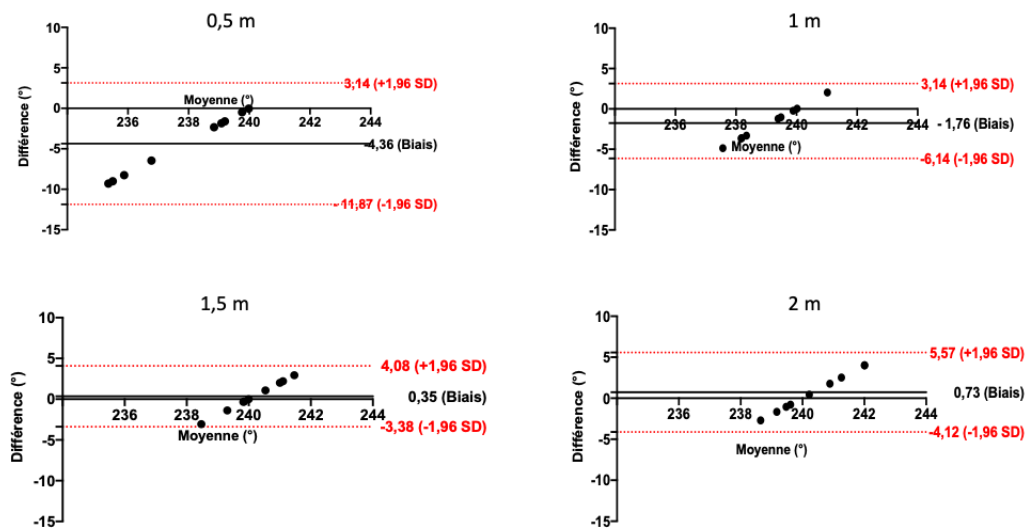 0,5 m
10
5
0
-5
-10
-15
Différence (°)
3,14 (+1,96 SD)
Moyenne (°)
236 238 240 242 244
-4,36 (Biais)
-11,87 (-1,96 SD)
1 m
10
5
0
-5
-10
-15
Différence (°)
3,14 (+1,96 SD)
236 238 240 242 244
- 1,76 (Biais)
Moyenne (°)
-6,14 (-1,96 SD)
1,5 m
10
5
0
-5
-10
-15
Différence (°)
4,08 (+1,96 SD)
0,35 (Biais)
236 238 240 242 244
-3,38 (-1,96 SD)
Moyenne (°)
2 m
10
5
0
-5
-10
-15
Différence (°)
5,57 (+1,96 SD)
0,73 (Biais)
236 238 240 242 244
-4,12 (-1,96 SD)
Moyenne (°)